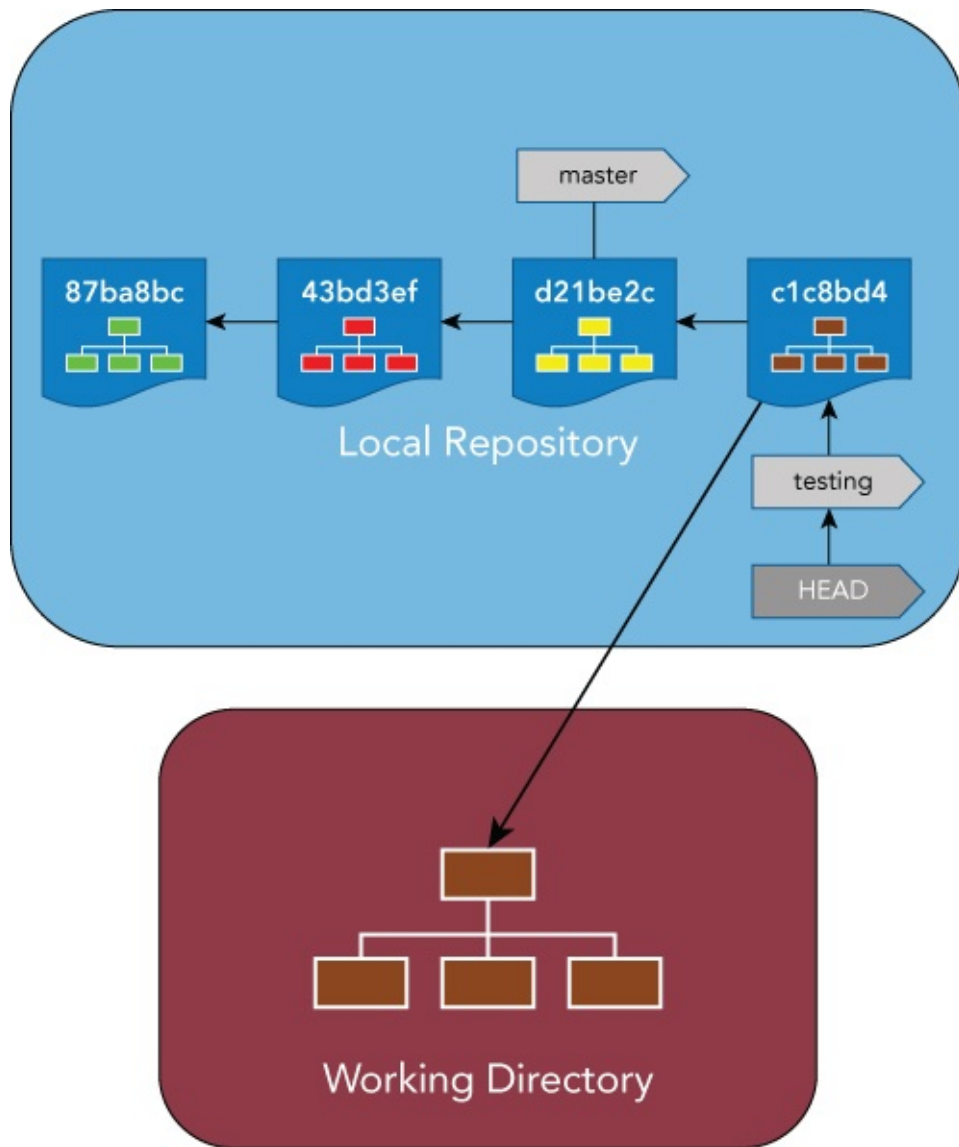 master
87ba8bc
43bd3ef
d21be2c
c1c8bd4
Local Repository
testing
HEAD
Working Directory